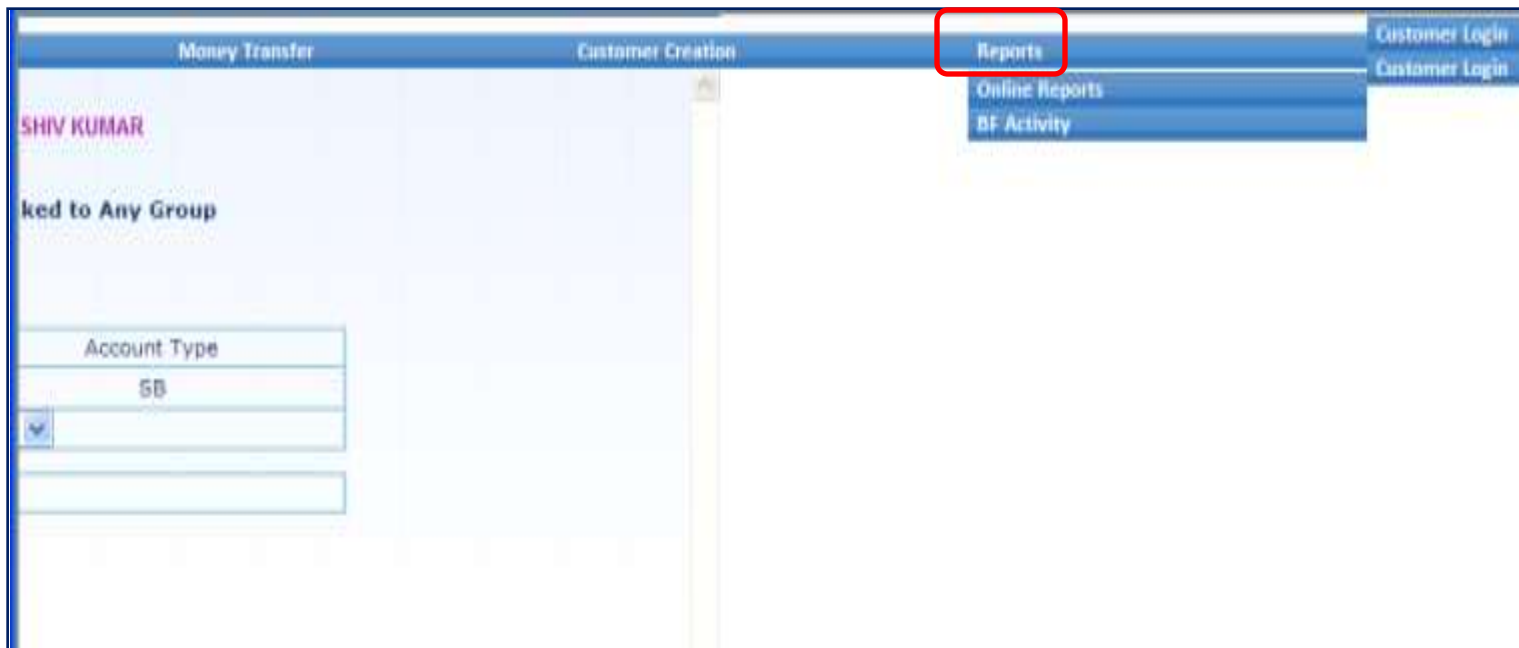 Customer Login
Money Transfer Customer Creation Reports
Customer Login
Online Reports
BF Activity
SHIV KUMAR
ked to Any Group
Account Type
SB